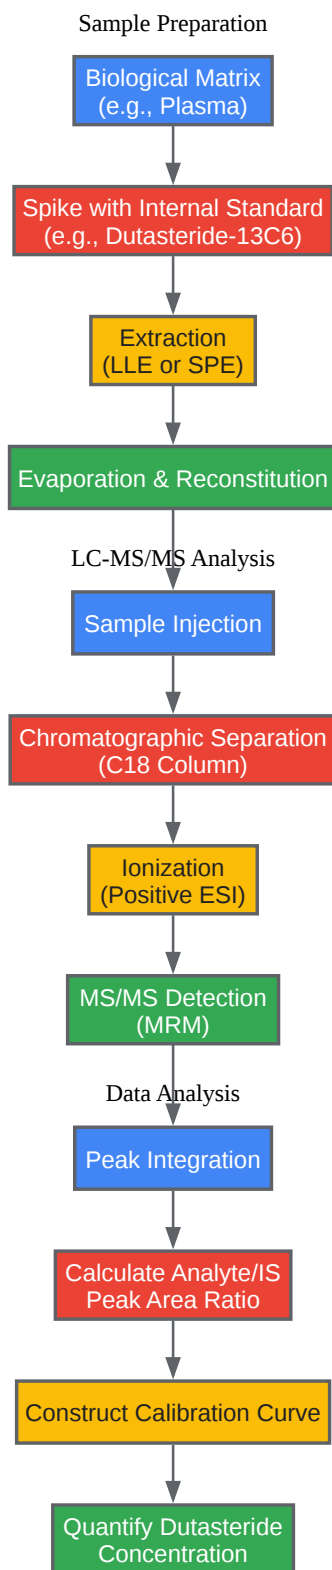 Sample Preparation
Biological Matrix
(e.g., Plasma)
Spike with Internal Standard
(e.g., Dutasteride-13C6)
Extraction
(LLE or SPE)
Evaporation & Reconstitution
LC-MS/MS Analysis
Sample Injection
Chromatographic Separation
(C18 Column)
Ionization
(Positive ESI)
MS/MS Detection
(MRM)
Data Analysis
Peak Integration
Calculate Analyte/IS
Peak Area Ratio
Construct Calibration Curve
Quantify Dutasteride
Concentration